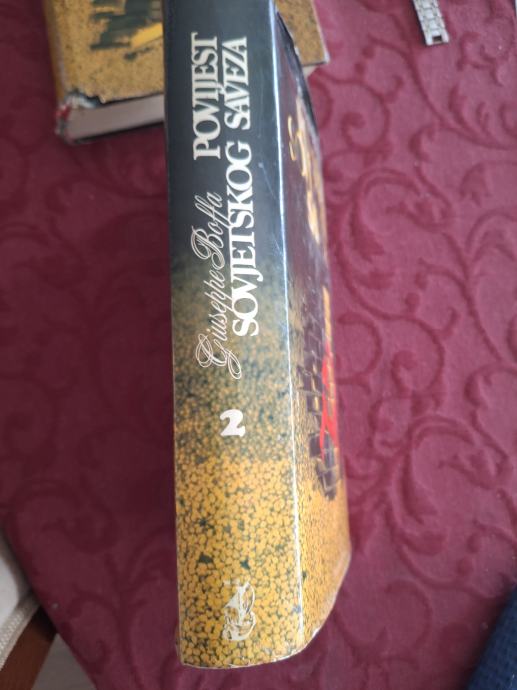 Giuseppe Boffa
POVIJEST
SOVJETSKOG SAVEZA
2